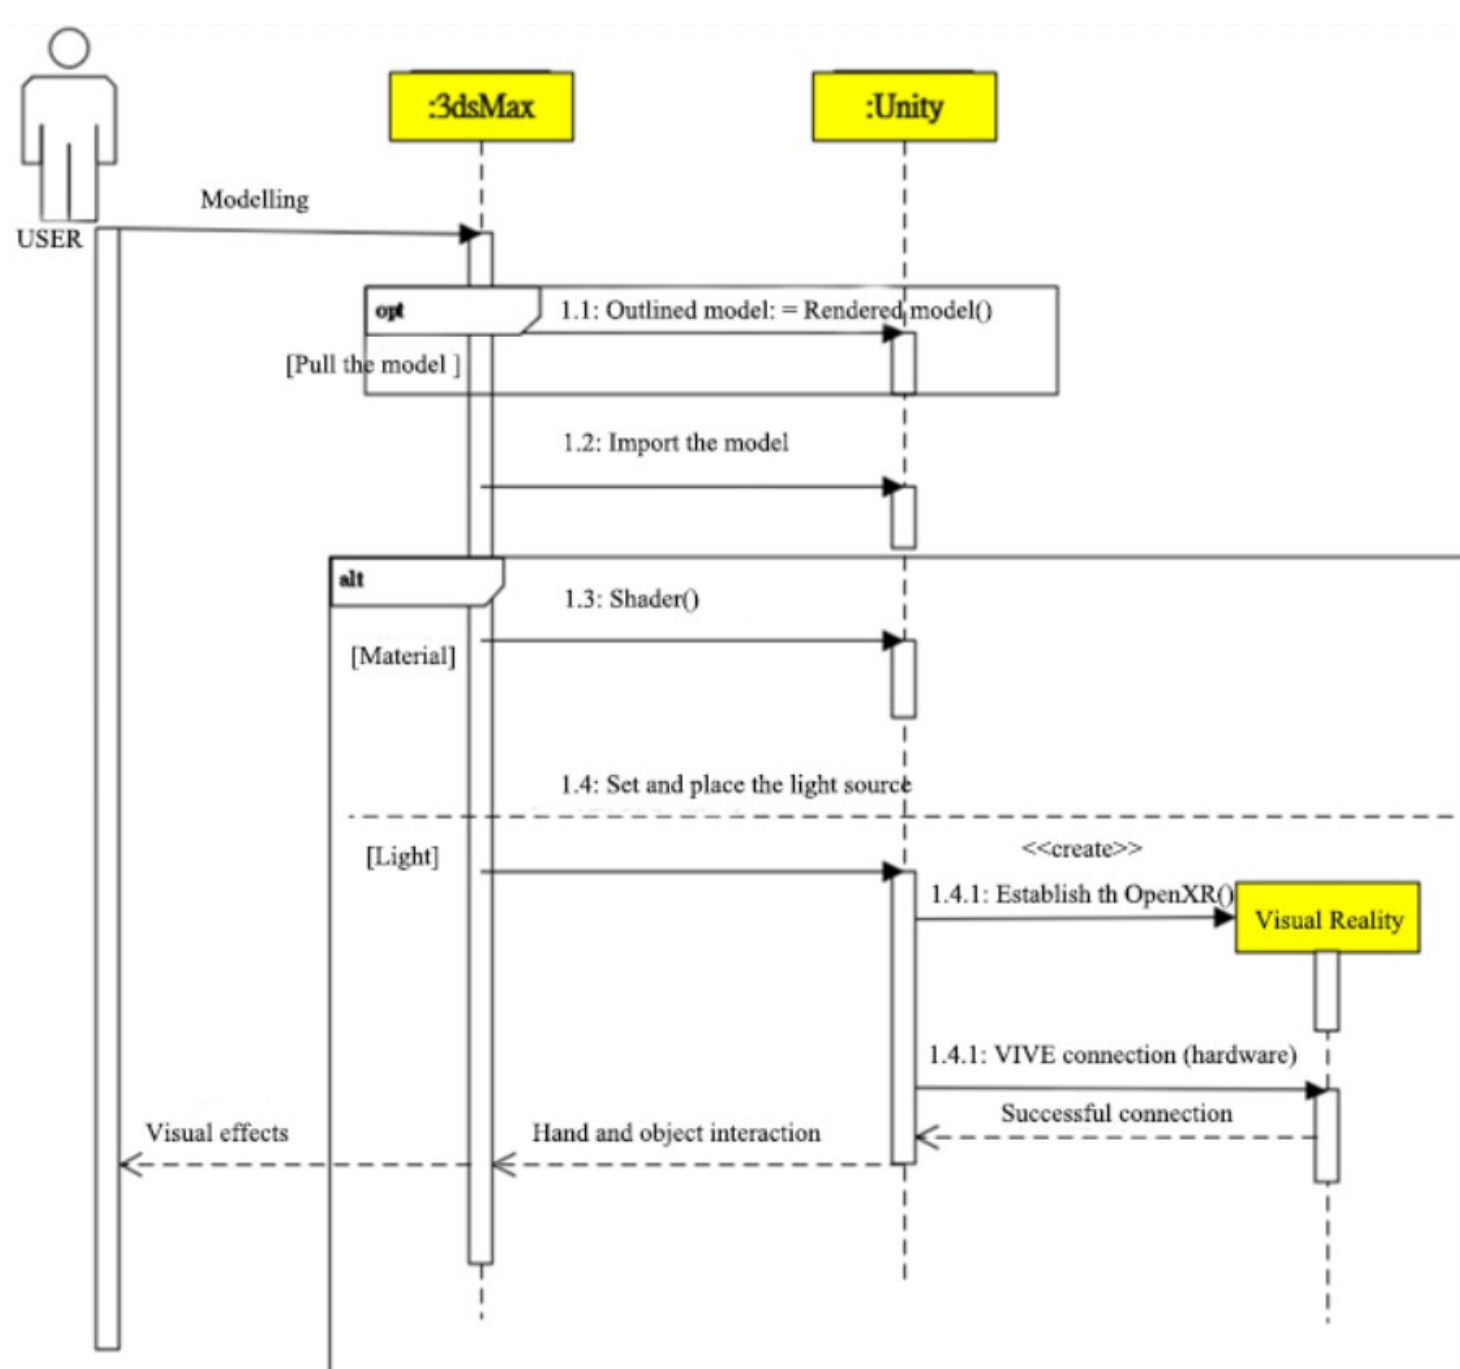 :3dsMax
:Unity
Modelling
USER
opt
1.1: Outlined model: = Rendered model()
[Pull the model ]
1.2: Import the model
alt
1.3: Shader()
[Material]
1.4: Set and place the light source
[Light]
<<create>>
1.4.1: Establish th OpenXR()
Visual Reality
1.4.1: VIVE connection (hardware)
Successful connection
Visual effects
Hand and object interaction